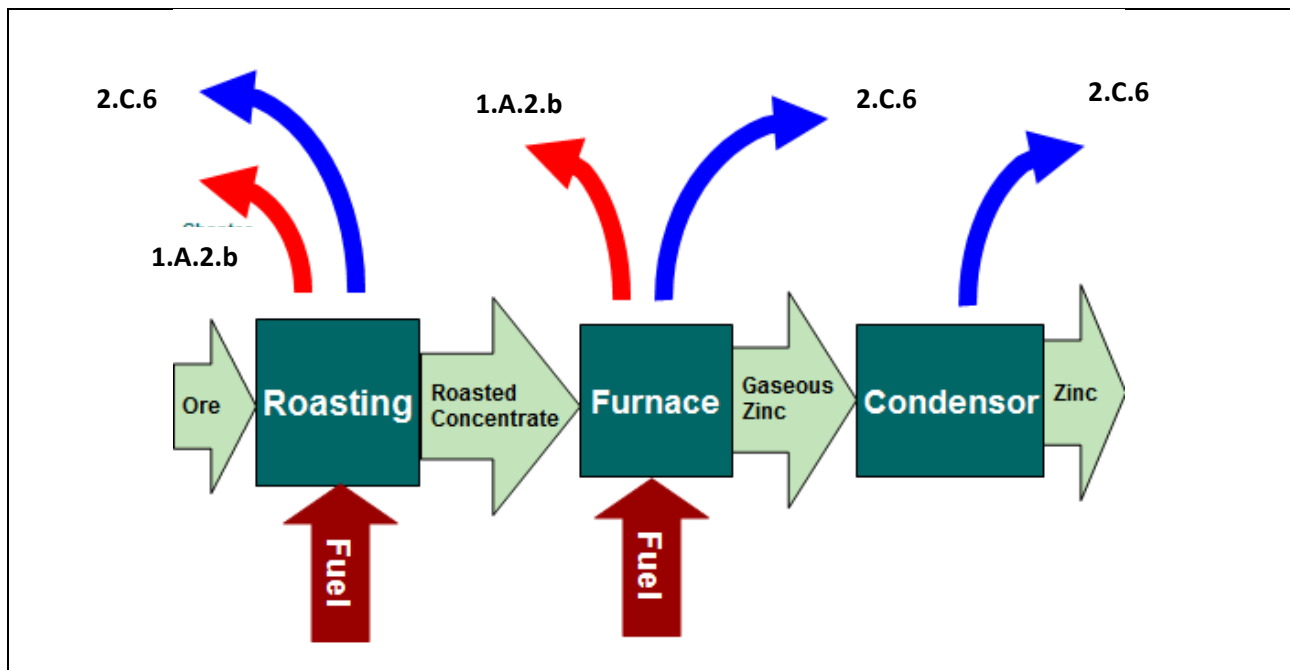 2.C.6
1.A.2.b
2.C.6
2.C.6
1.A.2.b
Ore
Roasting
Roasted
Concentrate
Furnace
Gaseous
Zinc
Condensor
Zinc
Fuel
Fuel